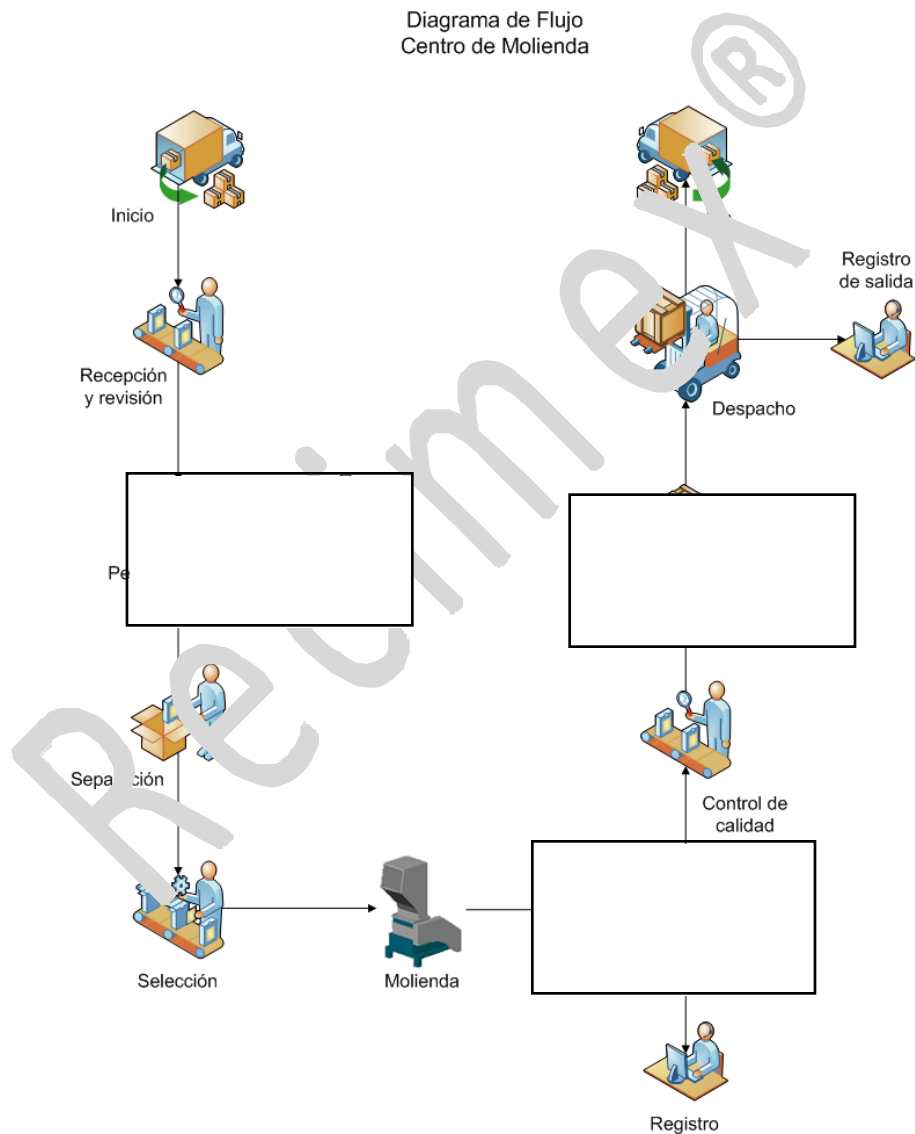 Diagrama de Flujo
Centro de Molienda
Inicio
Recepción
y revisión
Pe
Selección
Molienda
Registro
Control de
calidad
Despacho
Registro
de salida
Recimex®